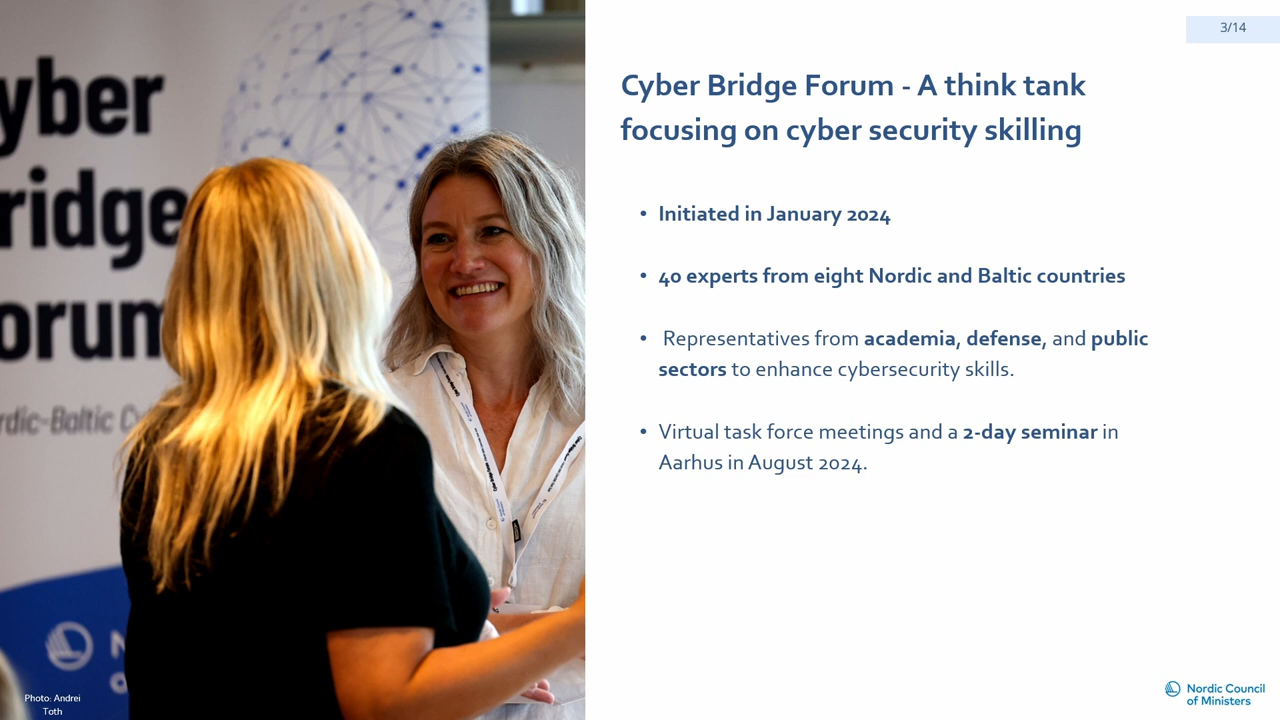 3/14
Cyber Bridge Forum - A think tank
focusing on cyber security skilling
• Initiated in January 2024
• 40 experts from eight Nordic and Baltic countries
• Representatives from academia, defense, and public
sectors to enhance cybersecurity skills.
• Virtual task force meetings and a 2-day seminar in
Aarhus in August 2024.
yber
ridge
orum
rdic-Baltic Cy
N
o
Photo: Andrei
Toth
Nordic Council
of Ministers